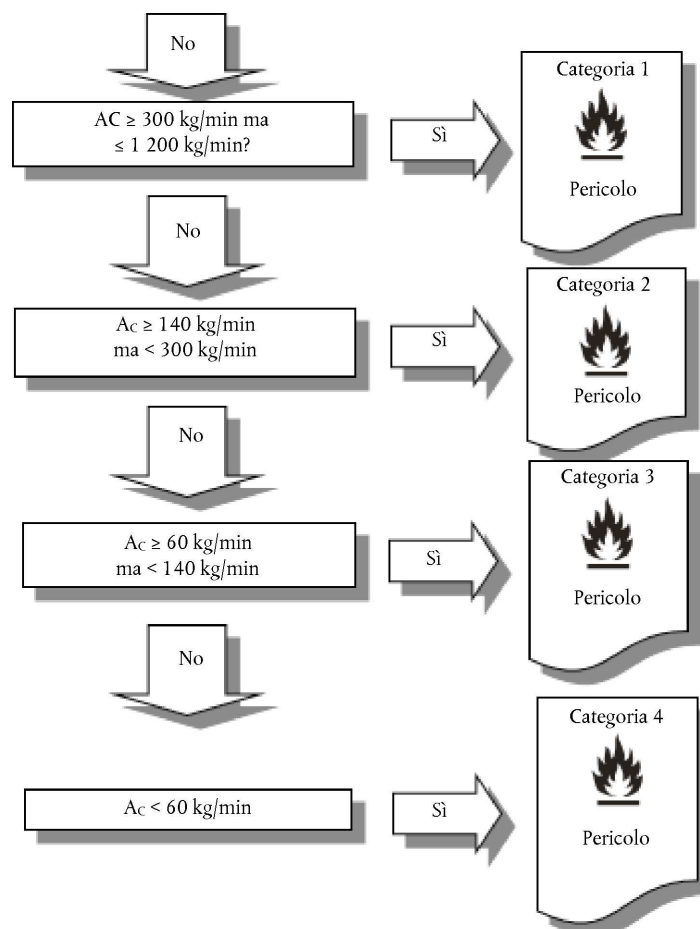 No
AC ≥ 300 kg/min ma
≤ 1 200 kg/min?
Sì
Categoria 1
Pericolo
No
AC ≥ 140 kg/min
ma < 300 kg/min
Sì
Categoria 2
Pericolo
No
AC ≥ 60 kg/min
ma < 140 kg/min
Sì
Categoria 3
Pericolo
No
AC < 60 kg/min
Sì
Categoria 4
Pericolo